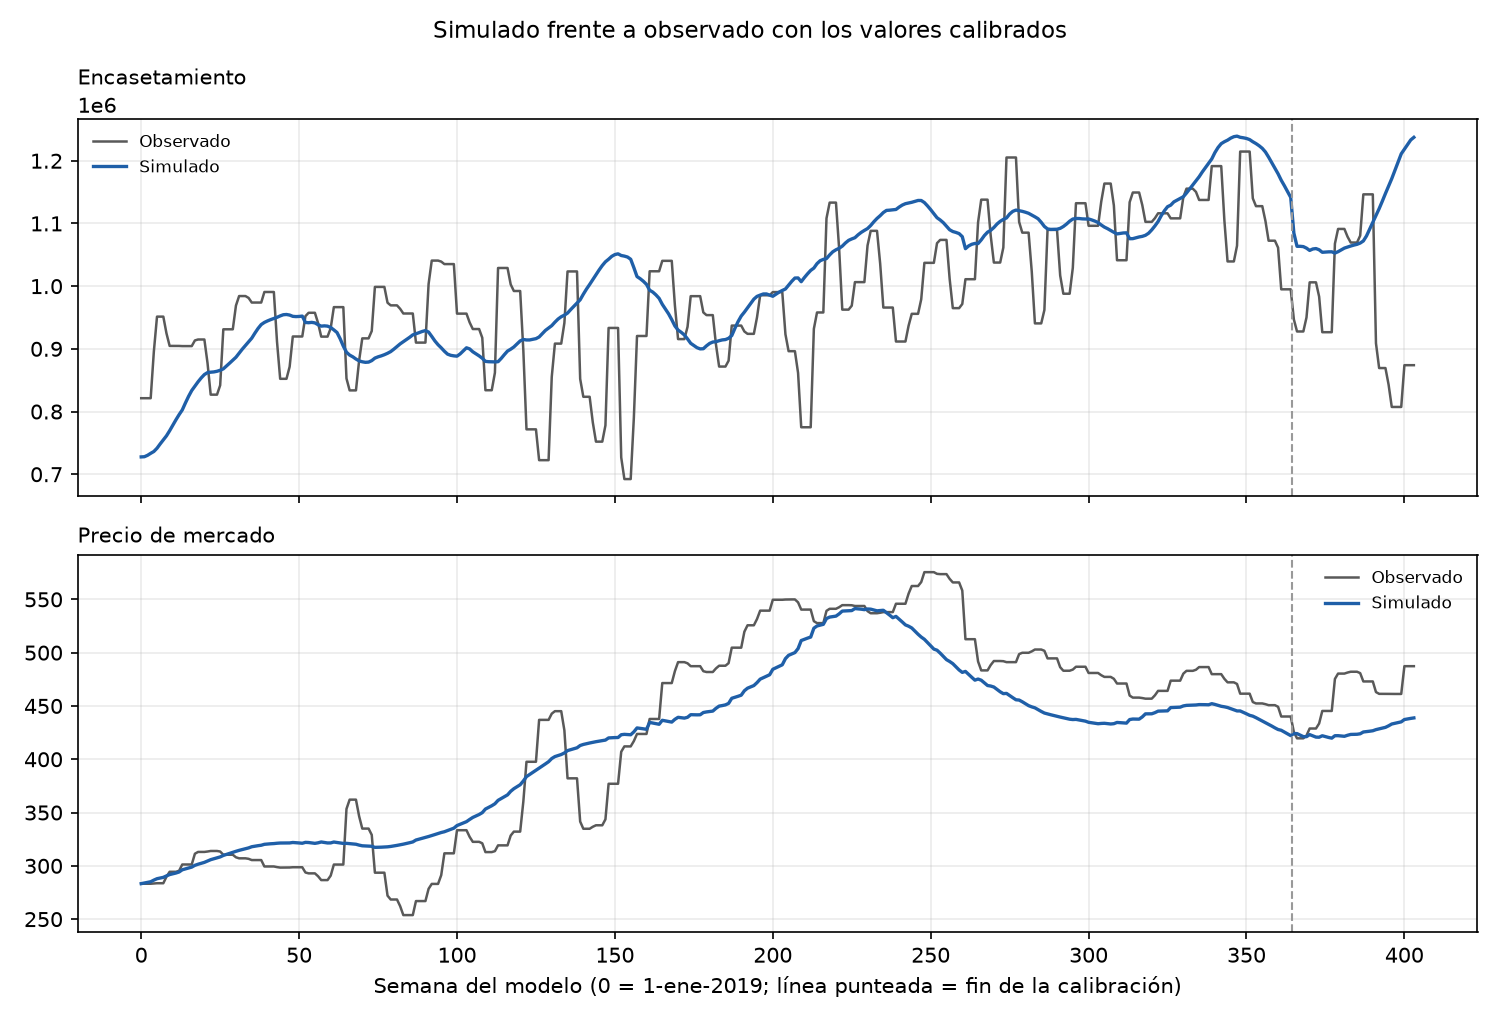 Simulado frente a observado con los valores calibrados
Encasetamiento
1e6
Observado
Simulado
1.2
1.1
1.0
0.9
0.8
0.7
Precio de mercado
Observado
Simulado
550
500
450
400
350
300
250
0 50 100 150 200 250 300 350 400
Semana del modelo (0 = 1-ene-2019; línea punteada = fin de la calibración)